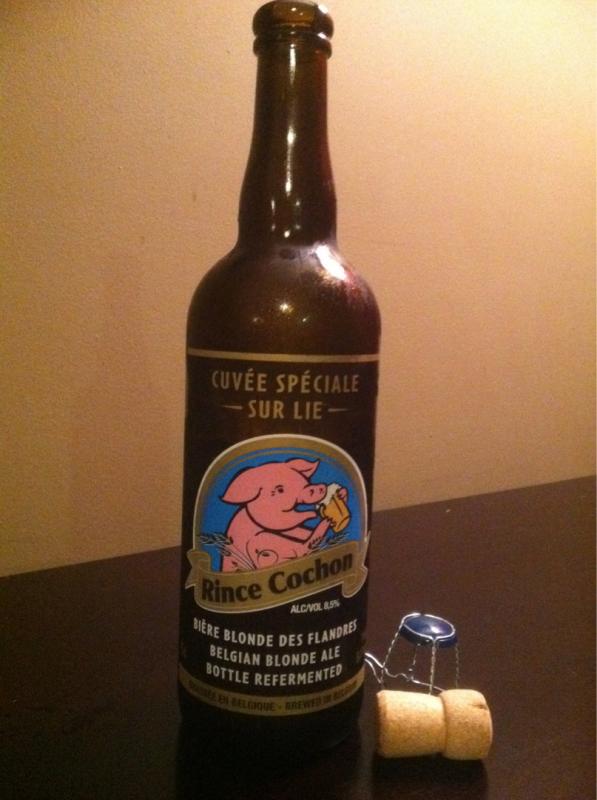 CUVÉE SPÉCIALE
SUR LIE
Rince Cochon
ALC/VOL 8,5%
BIÈRE BLONDE DES FLANDRES
BELGIAN BLONDE ALE
BOTTLE REFERMENTED
BRASSÉE EN BELGIQUE - BREWED IN BELGIUM